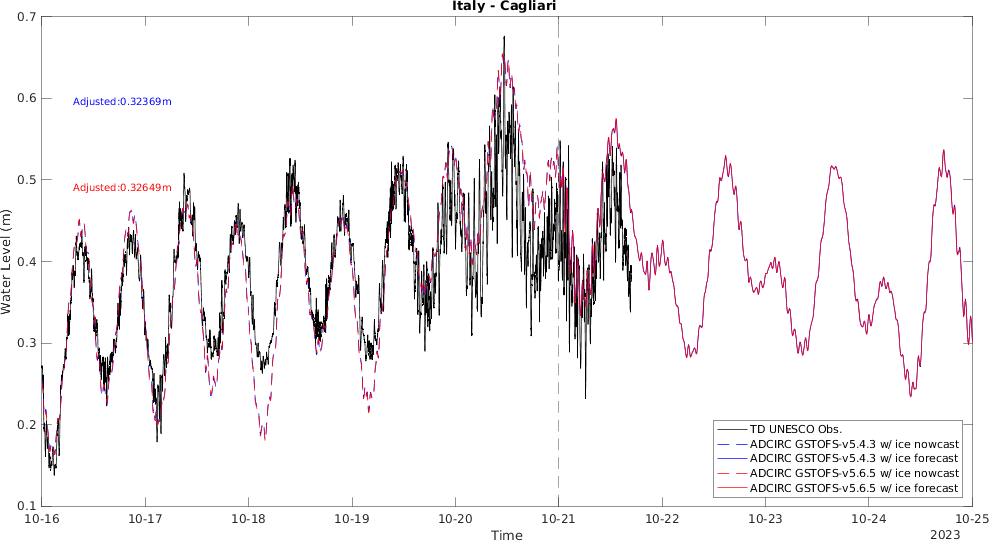 Italy - Cagliari
0.7
0.6
0.5
0.4
0.3
0.2
0.1
Water Level (m)
Adjusted:0.32369m
Adjusted:0.32649m
TD UNESCO Obs.
ADCIRC GSTOFS-v5.4.3 w/ ice nowcast
ADCIRC GSTOFS-v5.4.3 w/ ice forecast
ADCIRC GSTOFS-v5.6.5 w/ ice nowcast
ADCIRC GSTOFS-v5.6.5 w/ ice forecast
10-16 10-17 10-18 10-19 10-20 10-21 10-22 10-23 10-24 10-25
Time
2023